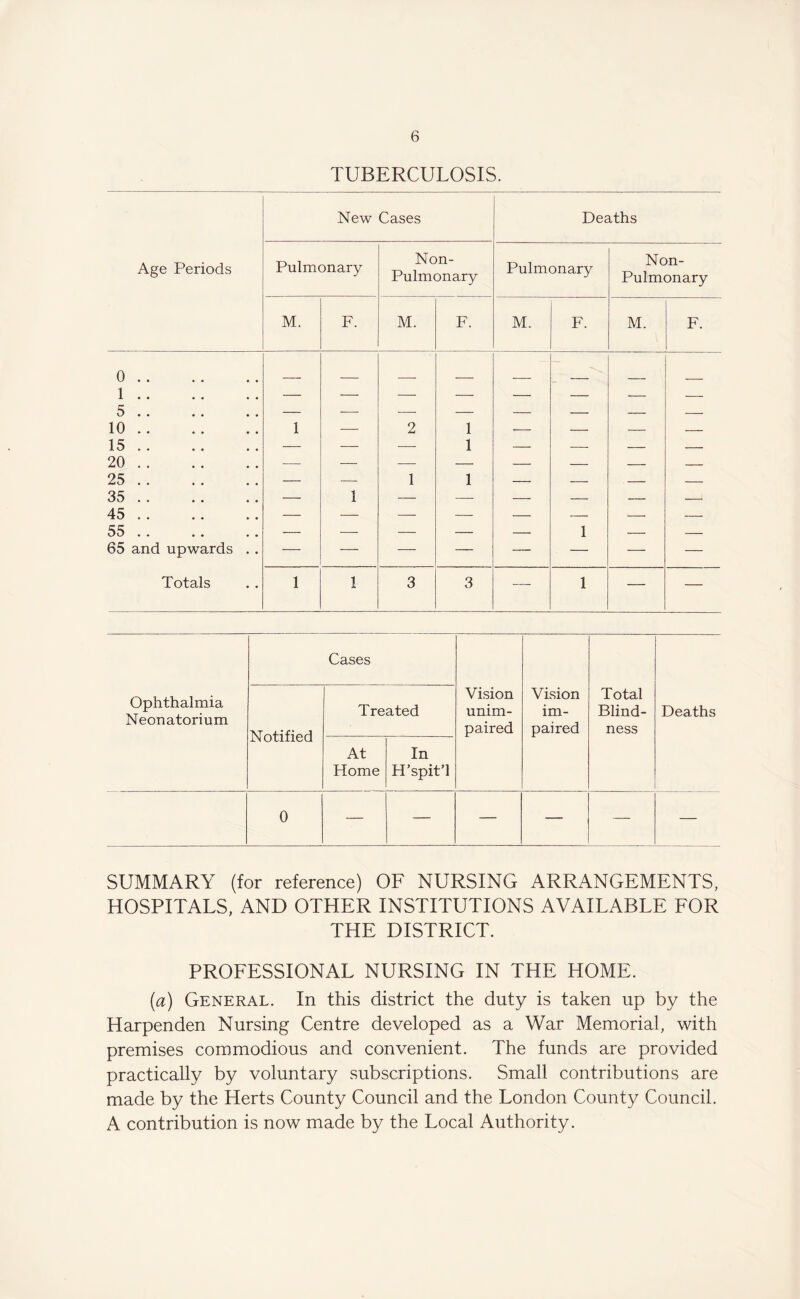 6
TUBERCULOSIS.
New Cases Deaths
Age Periods Pulmonary Non-Pulmonary Pulmonary Non-Pulmonary
M. F. M. F. M. F. M. F.
0 .. .. .. — — — — — — — —
1 .. .. .. — — — — — — — —
5 .. .. .. — — — — — — — —
10 .. .. .. 1 — 2 1 — — — —
15 .. .. .. — — — 1 — — — —
20 .. .. .. — — — — — — — —
25 .. .. .. — — 1 1 — — — —
35 .. .. .. — 1 — — — — — —
45 .. .. .. — — — — — — — —
55 .. .. .. — — — — — 1 — —
65 and upwards .. — — — — — — — —
Totals .. 1 1 3 3 — 1 — —
Ophthalmia Neonatorium
Cases
Notified
Treated
At Home
In H'spit'l
Vision unim-paired
Vision im-paired
Total Blind-ness
Deaths
0 — — — — — —
SUMMARY (for reference) OF NURSING ARRANGEMENTS,
HOSPITALS, AND OTHER INSTITUTIONS AVAILABLE FOR
THE DISTRICT.
PROFESSIONAL NURSING IN THE HOME.
(a) GENERAL. In this district the duty is taken up by the
Harpenden Nursing Centre developed as a War Memorial, with
premises commodious and convenient. The funds are provided
practically by voluntary subscriptions. Small contributions are
made by the Herts County Council and the London County Council.
A contribution is now made by the Local Authority.